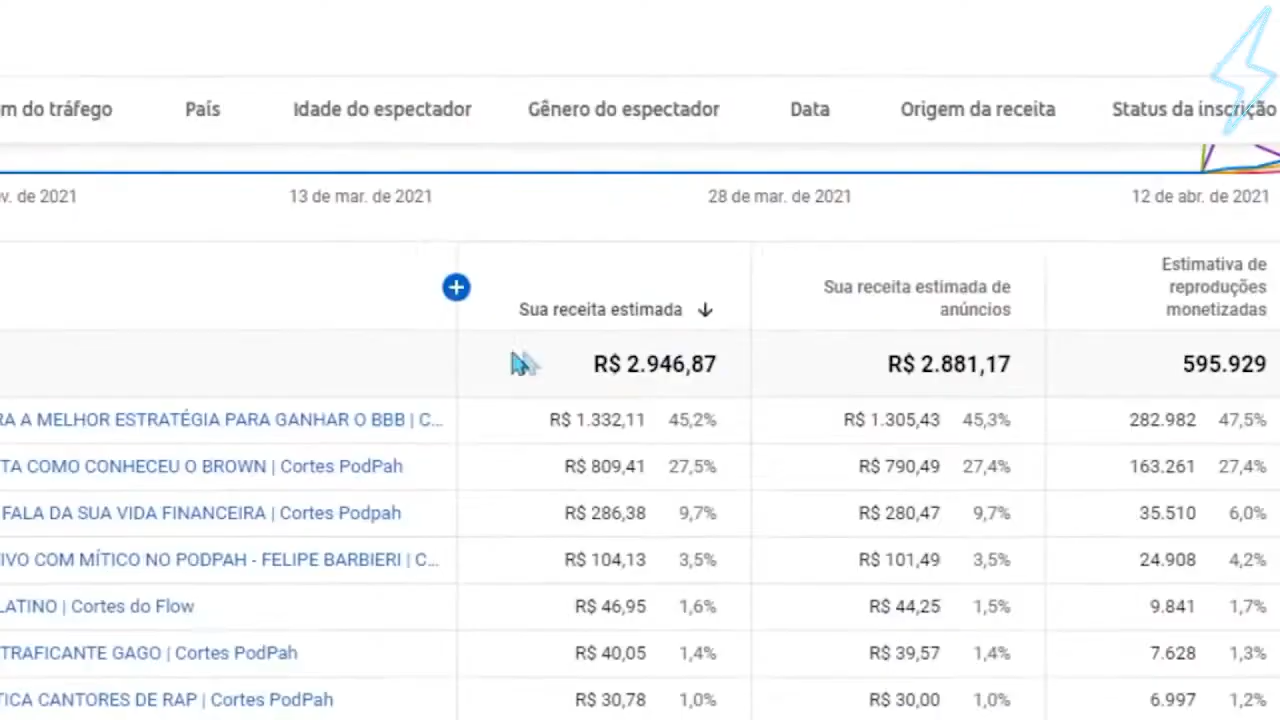 m do tráfego País Idade do espectador Gênero do espectador Data Origem da receita Status da inscrição
v. de 2021 13 de mar. de 2021 28 de mar. de 2021 12 de abr. de 2021
Sua receita estimada
Sua receita estimada de
anúncios
Estimativa de
reproduções
monetizadas
R$ 2.946,87 R$ 2.881,17 595.929
RA A MELHOR ESTRATÉGIA PARA GANHAR O BBB | C... R$ 1.332,11 45,2% R$ 1.305,43 45,3% 282.982 47,5%
TA COMO CONHECEU O BROWN | Cortes PodPah R$ 809,41 27,5% R$ 790,49 27,4% 163.261 27,4%
FALA DA SUA VIDA FINANCEIRA | Cortes Podpah R$ 286,38 9,7% R$ 280,47 9,7% 35.510 6,0%
IVO COM MÍTICO NO PODPAH - FELIPE BARBIERI | C... R$ 104,13 3,5% R$ 101,49 3,5% 24.908 4,2%
LATINO | Cortes do Flow R$ 46,95 1,6% R$ 44,25 1,5% 9.841 1,7%
TRAFICANTE GAGO | Cortes PodPah R$ 40,05 1,4% R$ 39,57 1,4% 7.628 1,3%
TICA CANTORES DE RAP | Cortes PodPah R$ 30,78 1,0% R$ 30,00 1,0% 6.997 1,2%